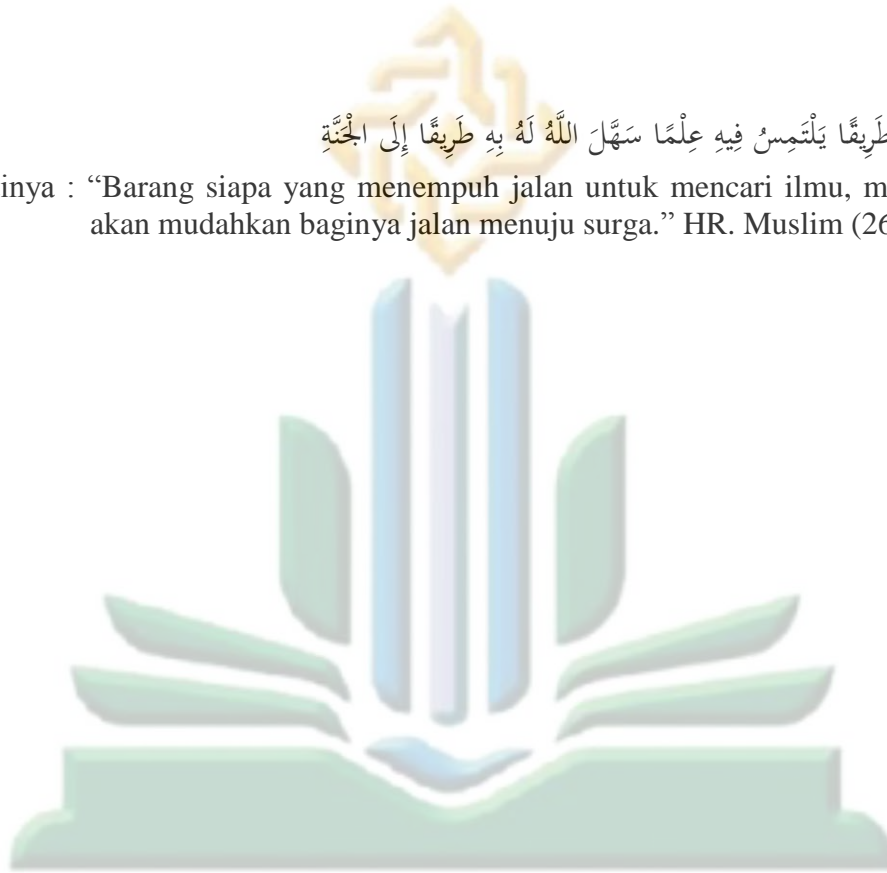 طَرِيقًا يَلْتَمِسُ فِيهِ عِلْمًا سَهَّلَ اللَّهُ لَهُ بِهِ طَرِيقًا إِلَى الْجَنَّةِ
inya : “Barang siapa yang menempuh jalan untuk mencari ilmu, m
akan mudahkan baginya jalan menuju surga.” HR. Muslim (26